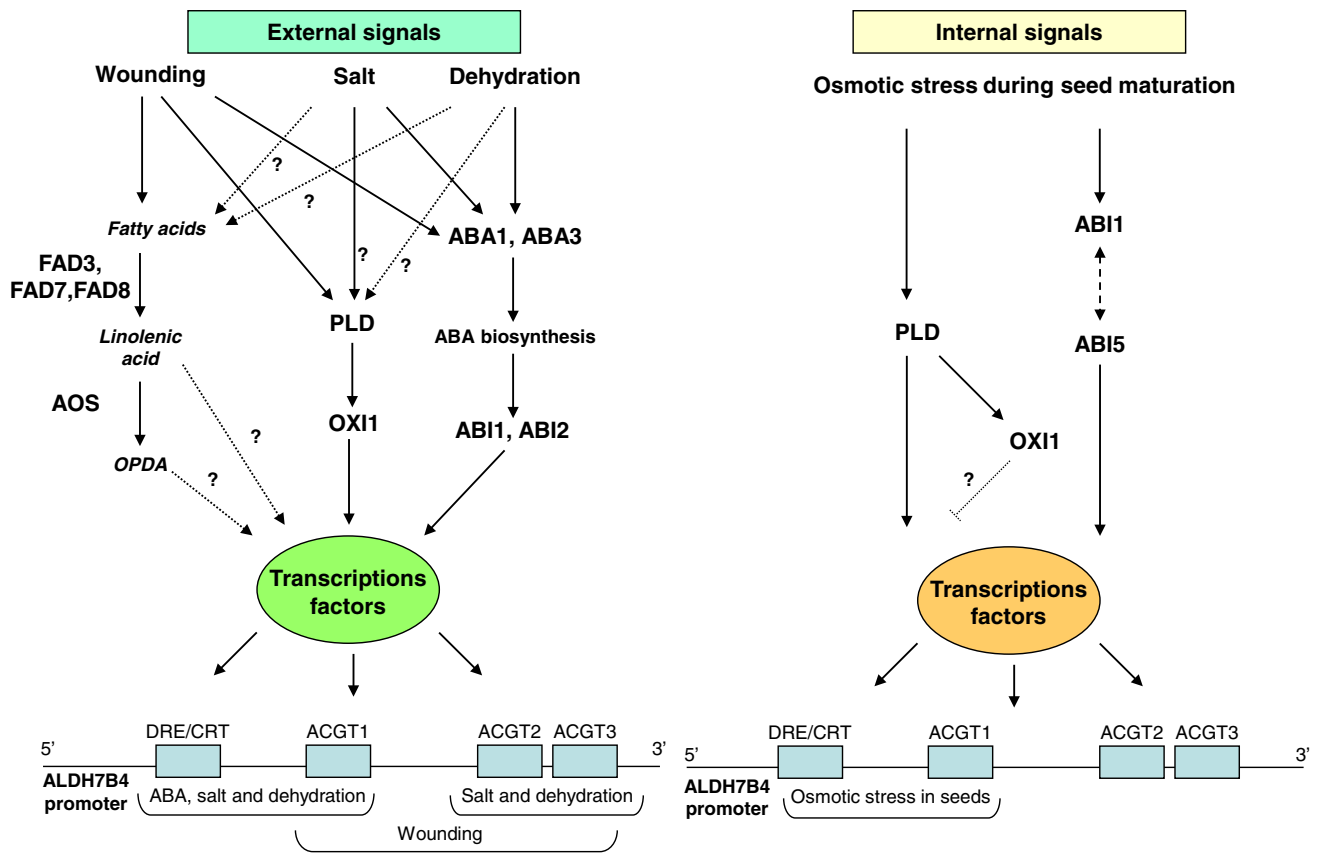 External signals
Wounding
Salt
Dehydration
?
?
Fatty acids
ABA1, ABA3
?
?
FAD3,
FAD7,FAD8
PLD
Linolenic
acid
ABA biosynthesis
AOS
OXI1
ABI1, ABI2
?
OPDA
?
Transcriptions
factors
DRE/CRT
ACGT1
ACGT2
ACGT3
5’
3’
ALDH7B4
promoter
ABA, salt and dehydration
Salt and dehydration
Wounding
Internal signals
Osmotic stress during seed maturation
ABI1
PLD
ABI5
OXI1
?
Transcriptions
factors
DRE/CRT
ACGT1
ACGT2
ACGT3
5’
3’
ALDH7B4
promoter
Osmotic stress in seeds